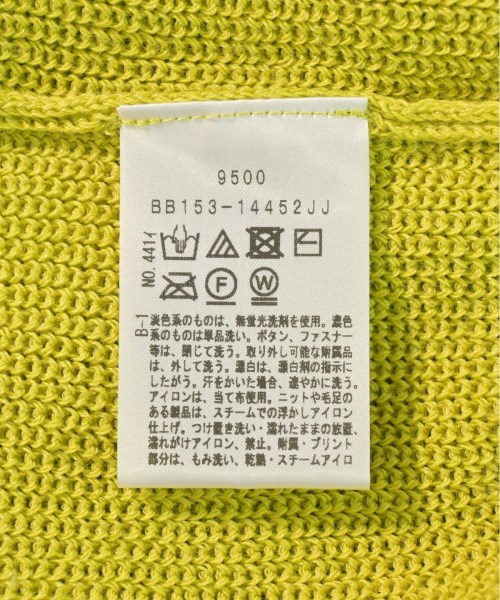 9500
BB153-14452JJ
F
W
NO.441イ
B-1
淡色系のものは、無蛍光洗剤を使用。濃色
系のものは単品洗い。ボタン、ファスナー
等は、閉じて洗う。取り外し可能な附属品
は、外して洗う。漂白は、漂白剤の指示に
したがう。汗をかいた場合、速やかに洗う。
アイロンは、当て布使用。ニットや毛足の
ある製品は、スチームでの浮かしアイロン
仕上げ。つけ置き洗い・濡れたままの放置、
濡れがけアイロン、禁止。附属・プリント
部分は、もみ洗い、乾熱・スチームアイロ